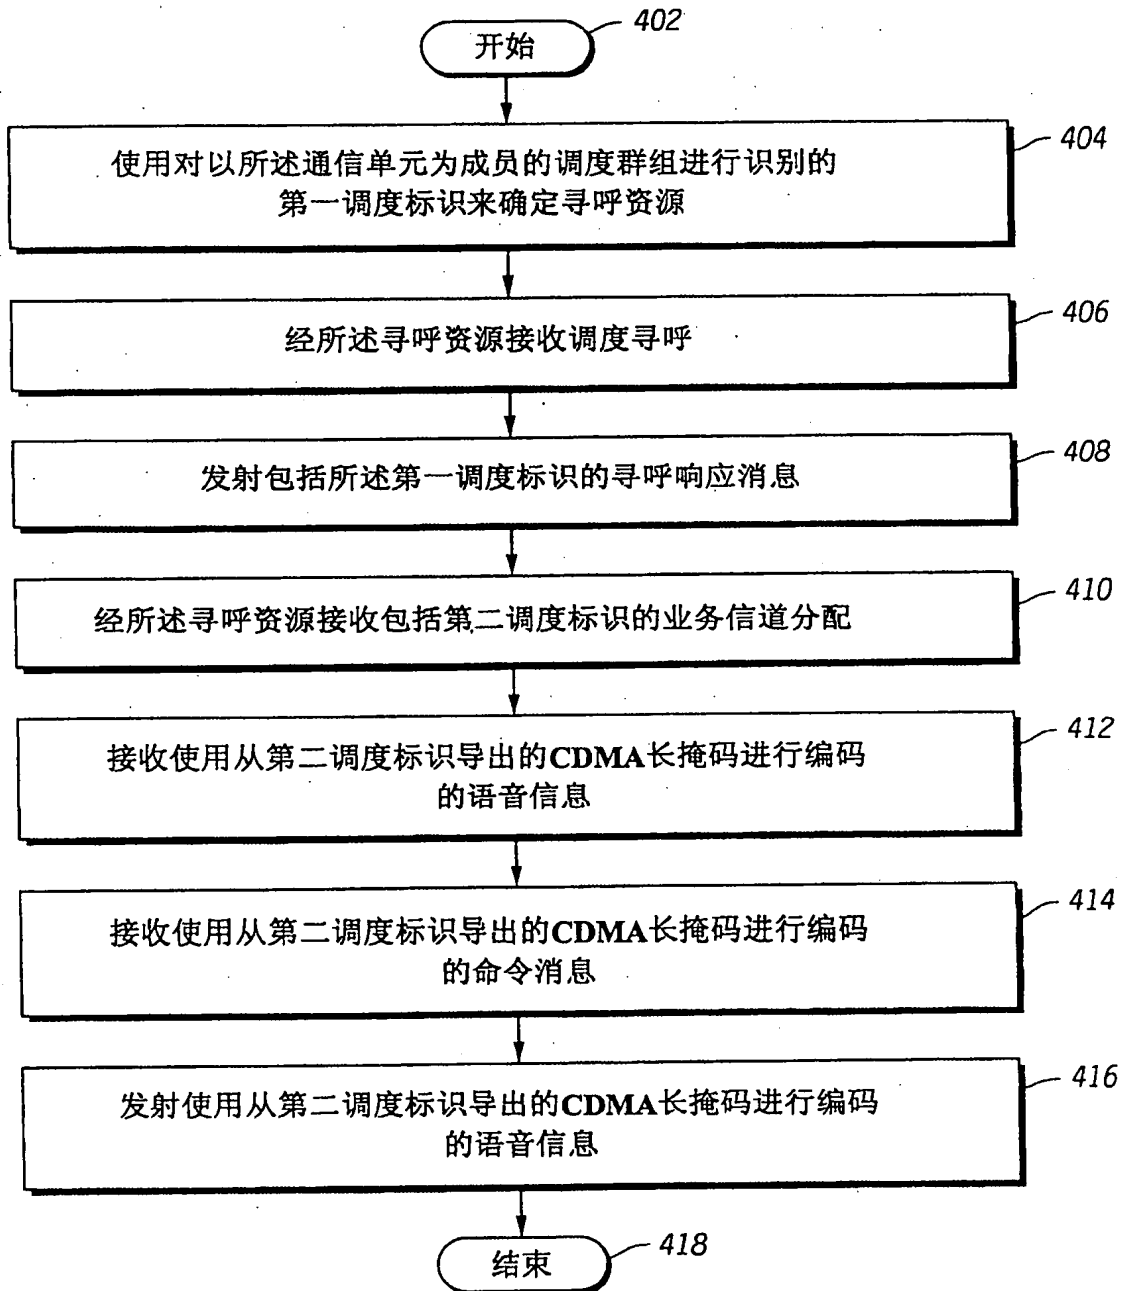 402
开始
404
使用对以所述通信单元为成员的调度群组进行识别的
第一调度标识来确定寻呼资源
406
经所述寻呼资源接收调度寻呼
408
发射包括所述第一调度标识的寻呼响应消息
410
经所述寻呼资源接收包括第二调度标识的业务信道分配
412
接收使用从第二调度标识导出的CDMA长掩码进行编码
的语音信息
414
接收使用从第二调度标识导出的CDMA长掩码进行编码
的命令消息
416
发射使用从第二调度标识导出的CDMA长掩码进行编码
的语音信息
418
结束